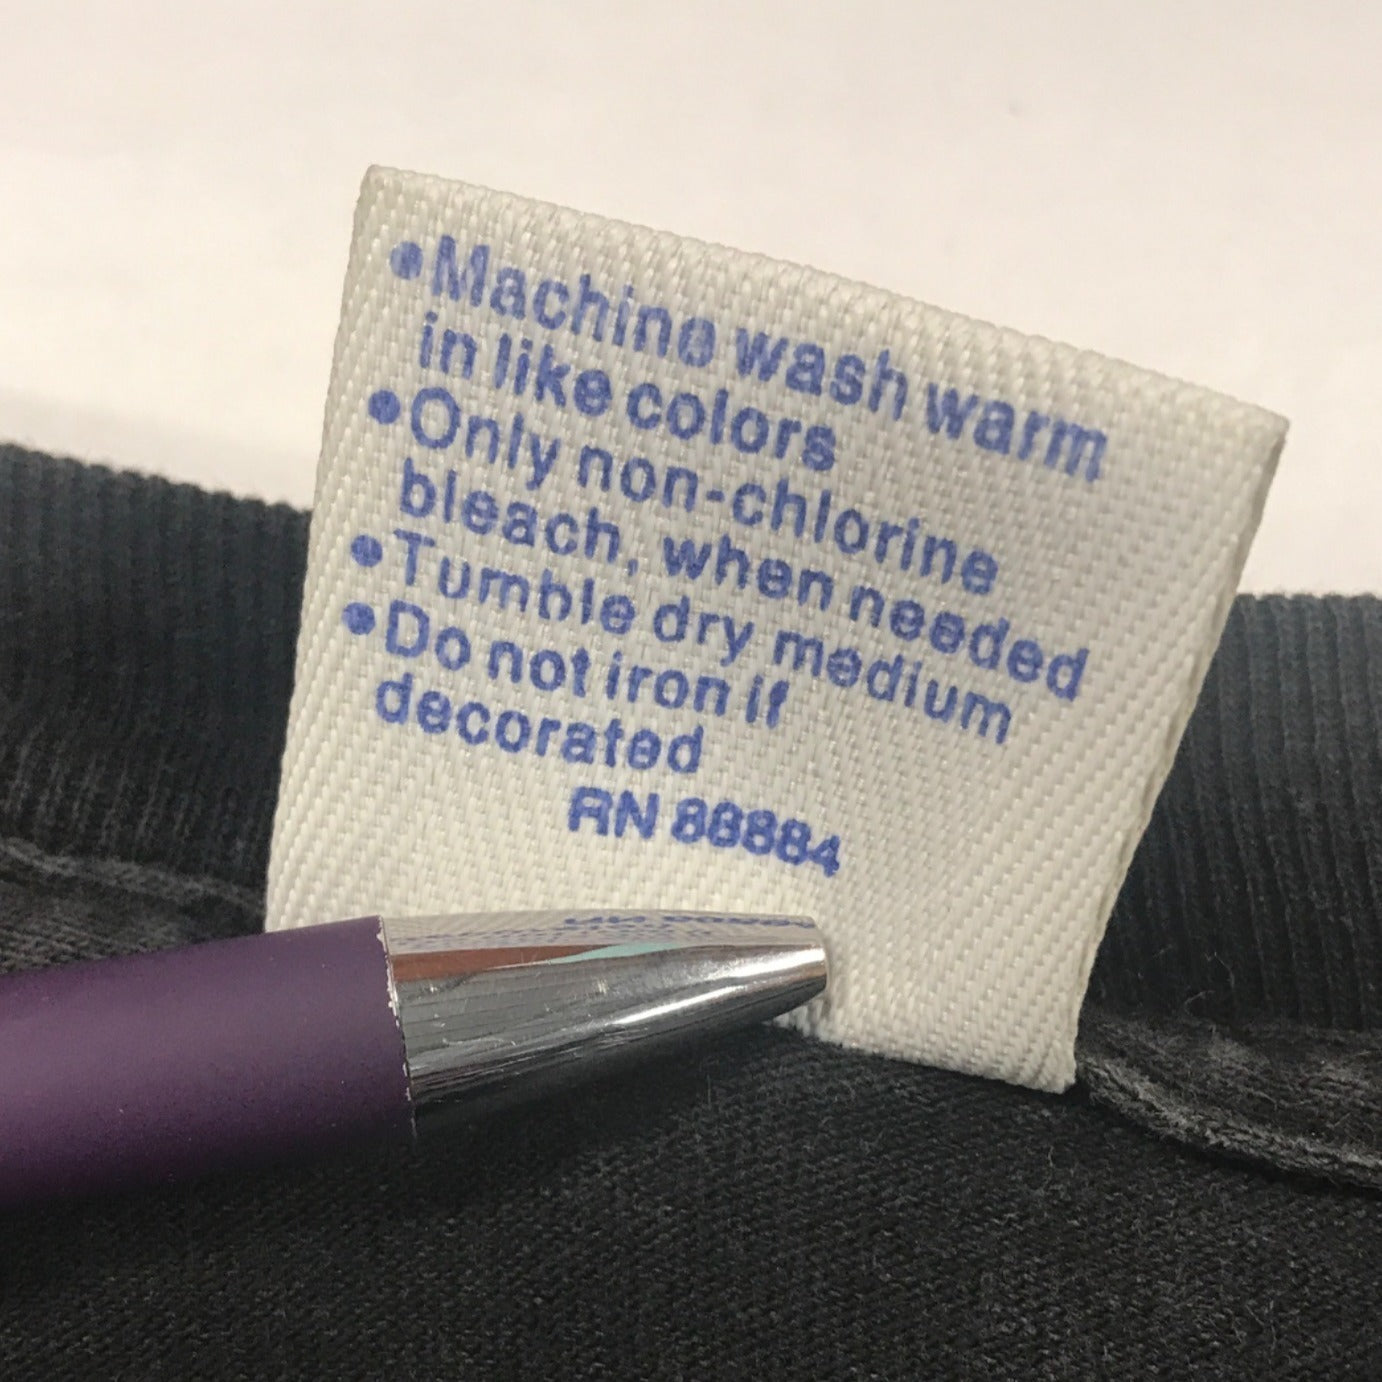 •Machine wash warm
in like colors
•Only non-chlorine
bleach, when needed
•Tumble dry medium
•Do not iron if
decorated
RN 88884